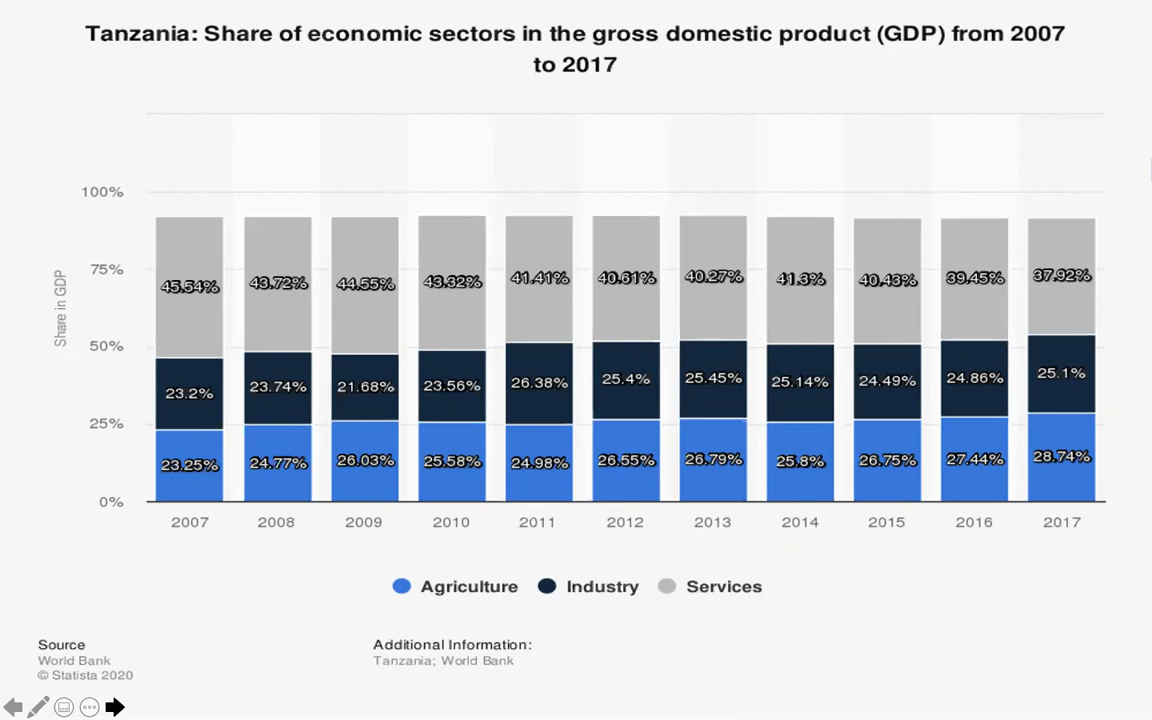 Tanzania: Share of economic sectors in the gross domestic product (GDP) from 2007
to 2017
Share in GDP
100%
75%
50%
25%
0%
45.54% 43.72% 44.55% 43.32% 41.41% 40.61% 40.27% 41.3% 40.43% 39.45% 37.92%
23.2% 23.74% 21.68% 23.56% 26.38% 25.4% 25.45% 25.14% 24.49% 24.86% 25.1%
23.25% 24.77% 26.03% 25.58% 24.98% 26.55% 26.79% 25.8% 26.75% 27.44% 28.74%
2007 2008 2009 2010 2011 2012 2013 2014 2015 2016 2017
Agriculture Industry Services
Source
World Bank
© Statista 2020
Additional Information:
Tanzania; World Bank